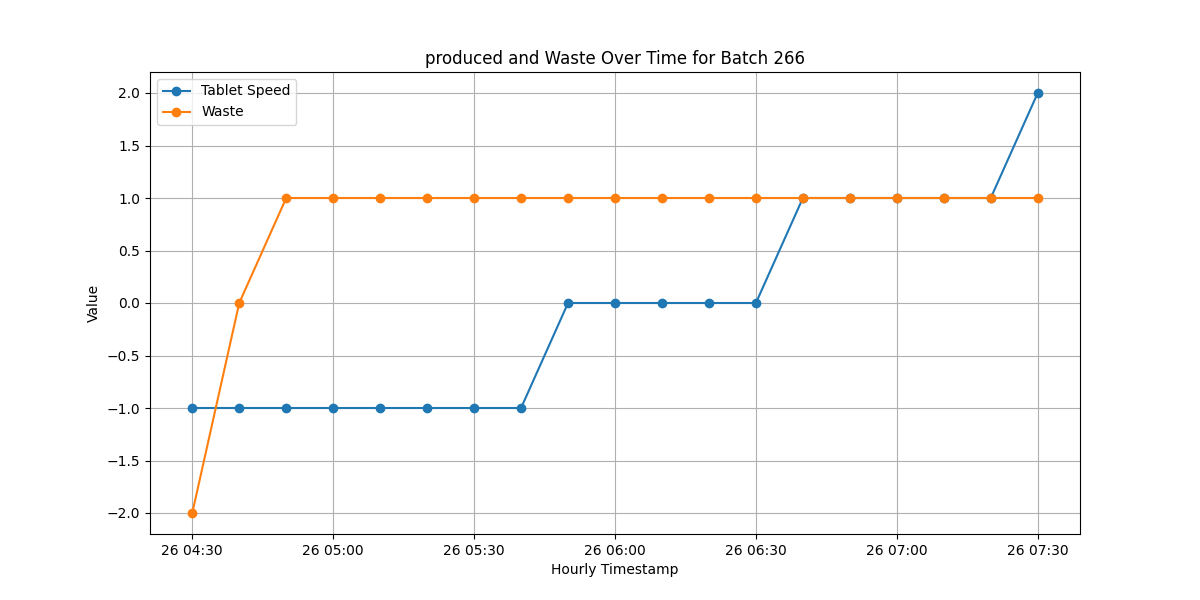 produced and Waste Over Time for Batch 266
Tablet Speed
Waste
2.0
1.5
1.0
0.5
0.0
−0.5
−1.0
−1.5
−2.0
Value
26 04:30 26 05:00 26 05:30 26 06:00 26 06:30 26 07:00 26 07:30
Hourly Timestamp